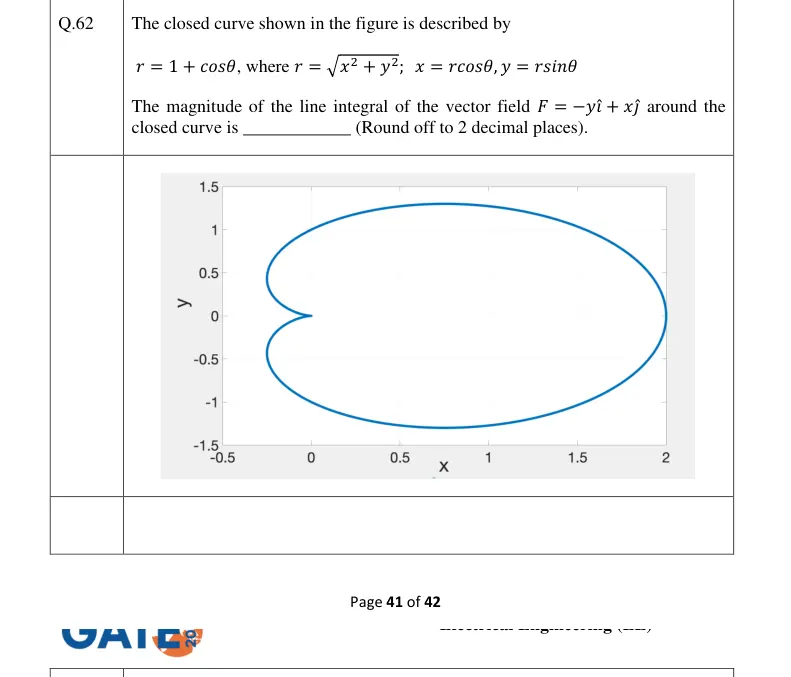 Q.62 The closed curve shown in the figure is described by
r = 1 + cosθ, where r = √(x² + y²); x = rcosθ, y = rsinθ
The magnitude of the line integral of the vector field F = −yî + xĵ around the
closed curve is ____________ (Round off to 2 decimal places).
1.5
1
0.5
0
-0.5
-1
-1.5
y
-0.5 0 0.5 1 1.5 2
x
Page 41 of 42
GATE